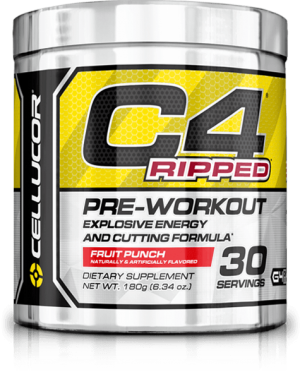 CELLUCOR®
C4®
RIPPED
PRE-WORKOUT
EXPLOSIVE ENERGY
AND CUTTING FORMULA*
FRUIT PUNCH
NATURALLY & ARTIFICIALLY FLAVORED
30
SERVINGS
DIETARY SUPPLEMENT
NET WT. 180g (6.34 oz.)